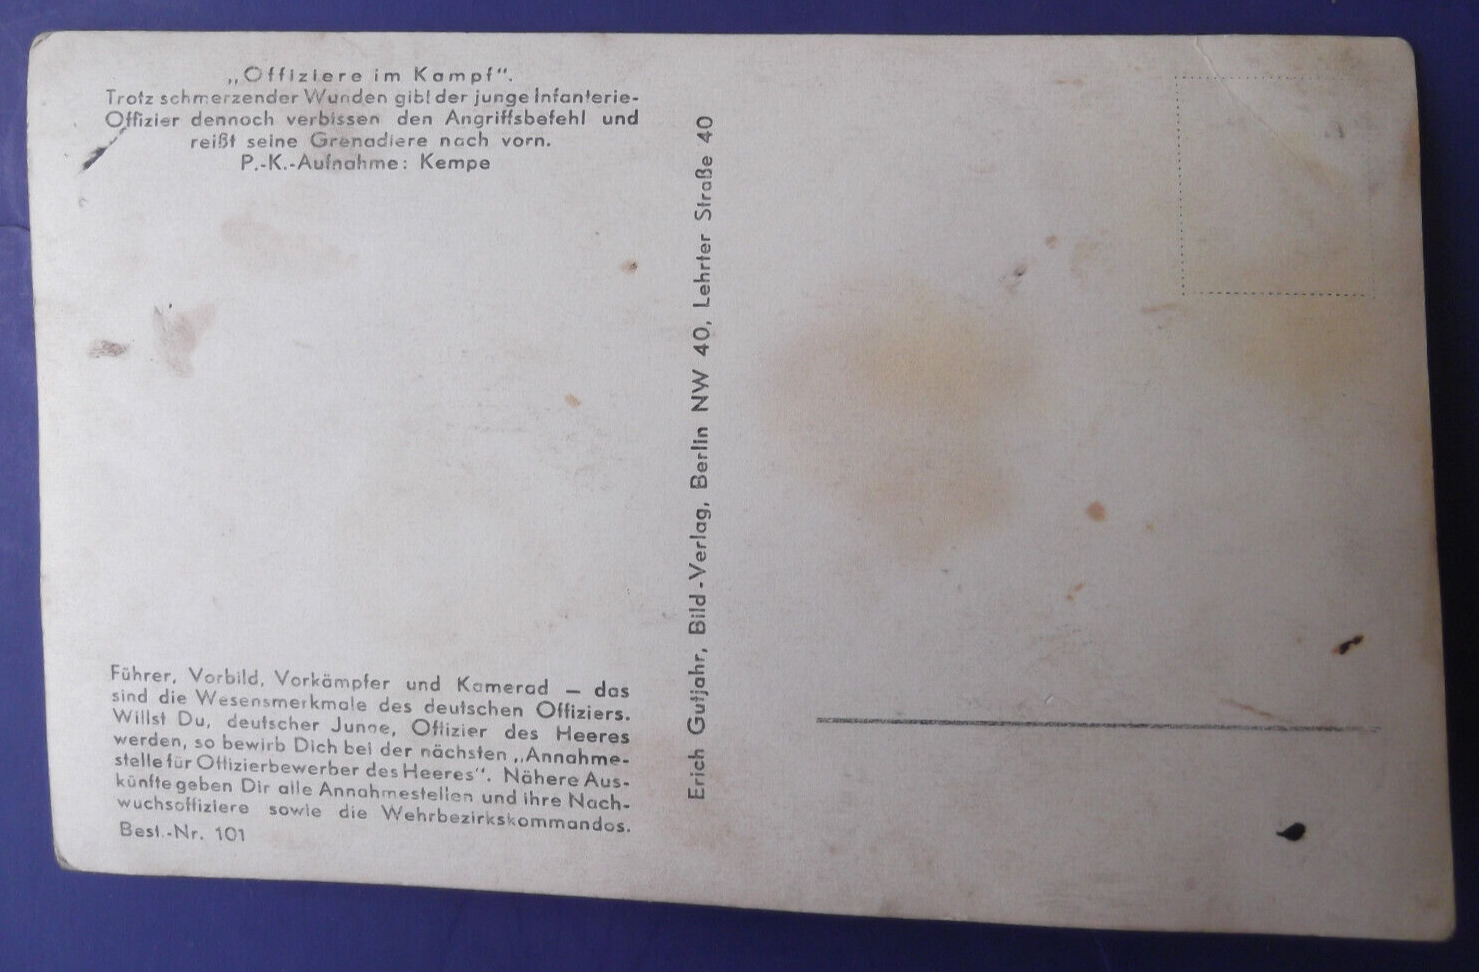 „Offiziere im Kampf“.
Trotz schmerzender Wunden gibt der junge Infanterie-
Offizier dennoch verbissen den Angriffsbefehl und
reißt seine Grenadiere nach vorn.
P.-K.-Aufnahme: Kempe
Führer, Vorbild, Vorkämpfer und Kamerad — das
sind die Wesensmerkmale des deutschen Offiziers.
Willst Du, deutscher Junge, Offizier des Heeres
werden, so bewirb Dich bei der nächsten „Annahme-
stelle für Offizierbewerber des Heeres“. Nähere Aus-
künfte geben Dir alle Annahmestellen und ihre Nach-
wuchsoffiziere sowie die Wehrbezirkskommandos.
Best.-Nr. 101
Erich Gutjahr, Bild-Verlag, Berlin NW 40, Lehrter Straße 40